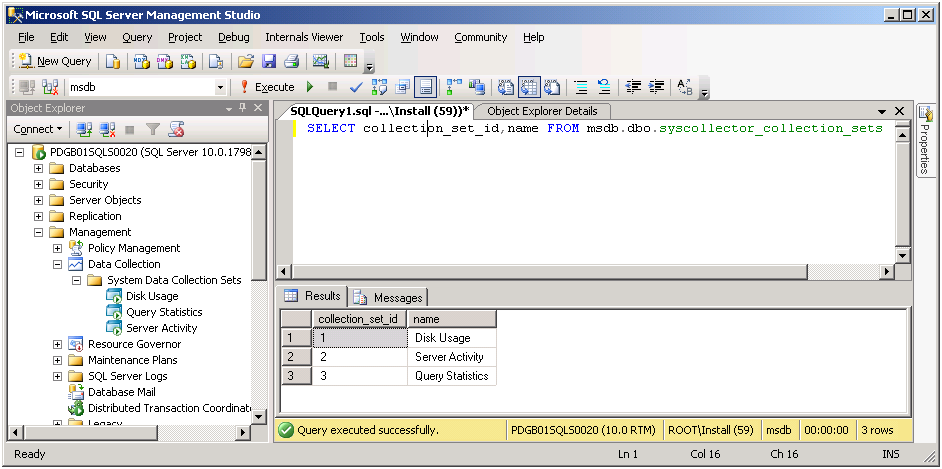 Microsoft SQL Server Management Studio
File Edit View Query Project Debug Internals Viewer Tools Window Community Help
New Query
msdb Execute
Object Explorer
Connect
PDGB01SQLS0020 (SQL Server 10.0.1798
Databases
Security
Server Objects
Replication
Management
Policy Management
Data Collection
System Data Collection Sets
Disk Usage
Query Statistics
Server Activity
Resource Governor
Maintenance Plans
SQL Server Logs
Database Mail
Distributed Transaction Coordinat
Legacy
SQLQuery1.sql -...\Install (59))* Object Explorer Details
SELECT collection_set_id,name FROM msdb.dbo.syscollector_collection_sets
Properties
Results Messages
collection_set_id name
1 1 Disk Usage
2 2 Server Activity
3 3 Query Statistics
Query executed successfully. PDGB01SQLS0020 (10.0 RTM) ROOT\Install (59) msdb 00:00:00 3 rows
Ready Ln 1 Col 16 Ch 16 INS